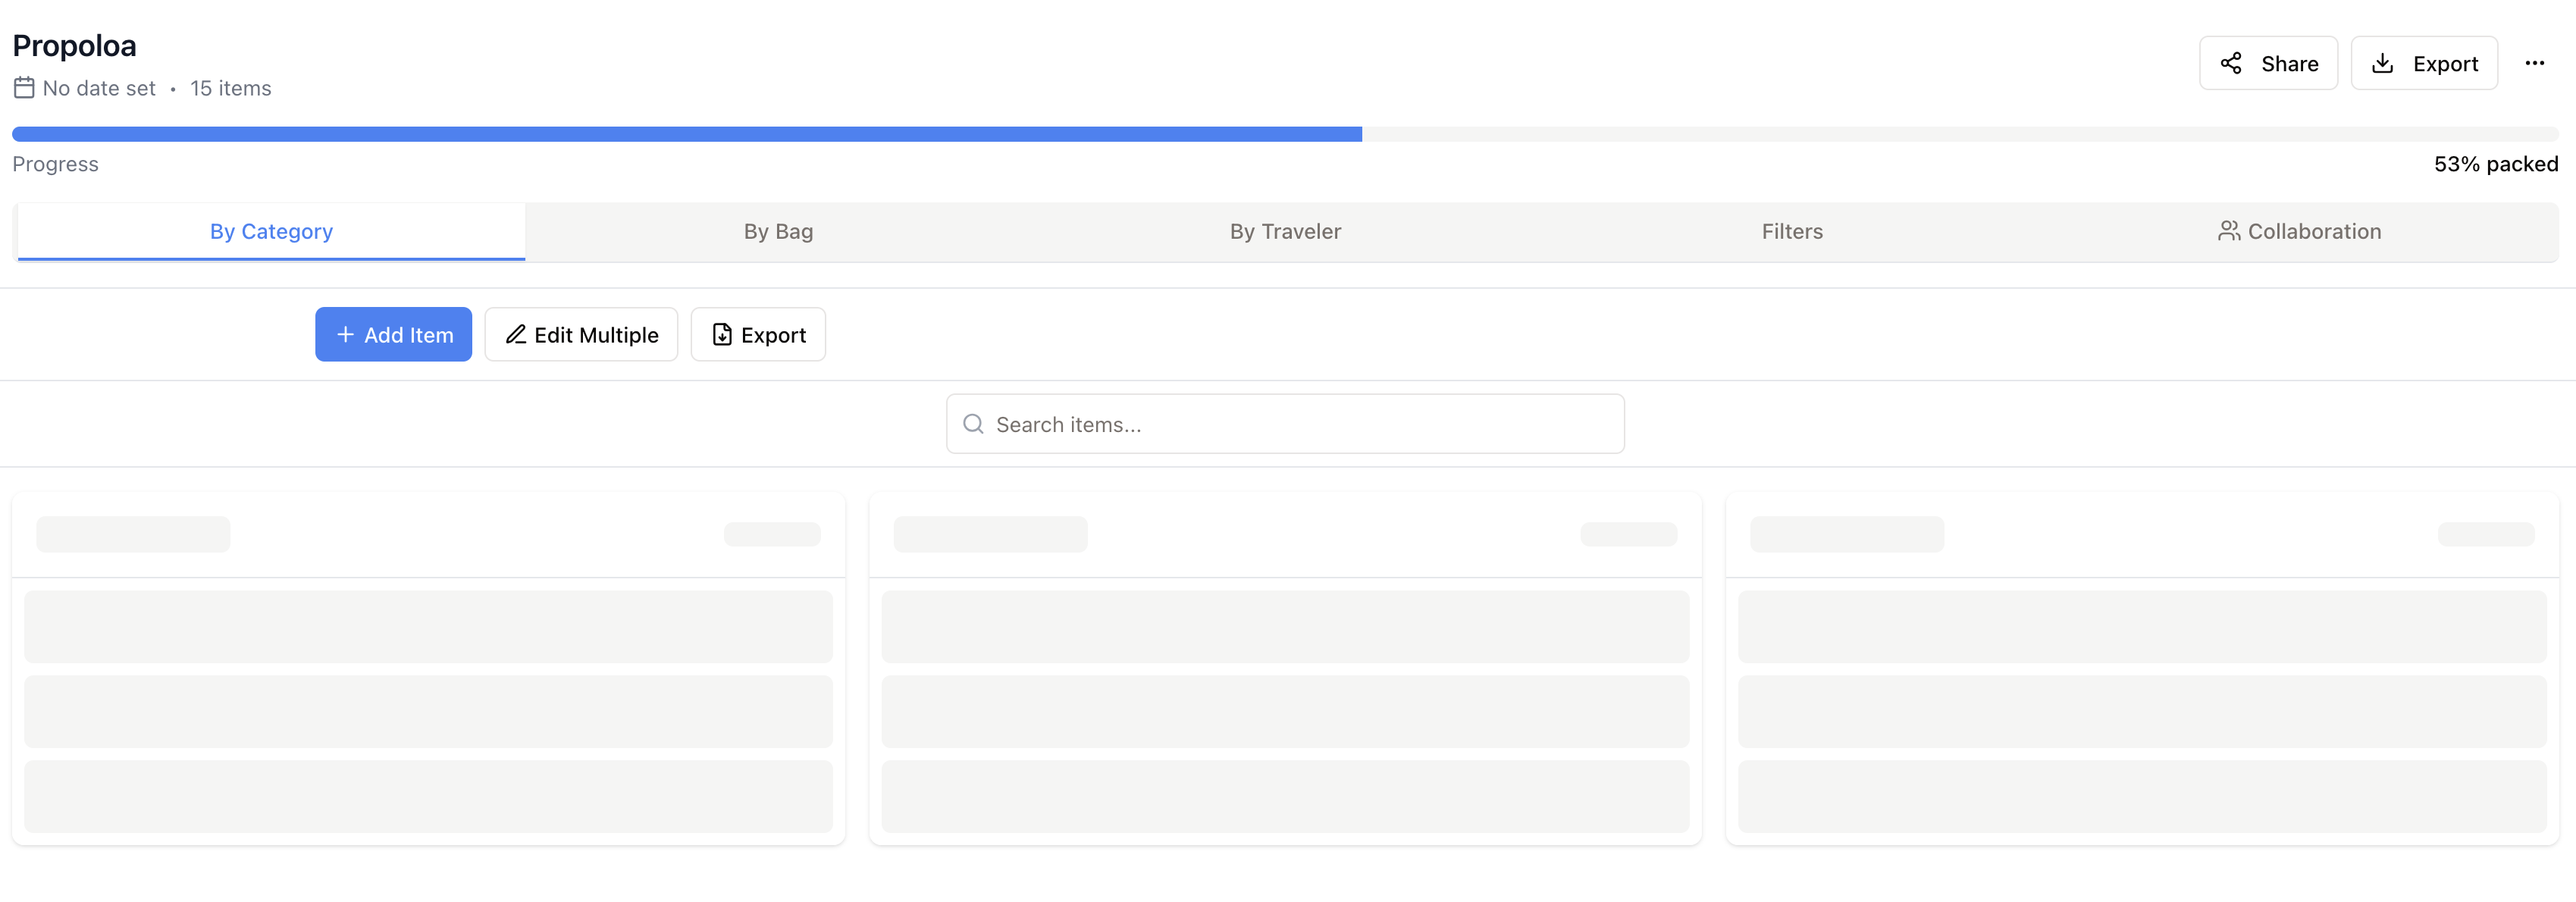 Propoloa
Share
Export
No date set • 15 items
Progress
53% packed
By Category
By Bag
By Traveler
Filters
Collaboration
Add Item
Edit Multiple
Export
Search items...